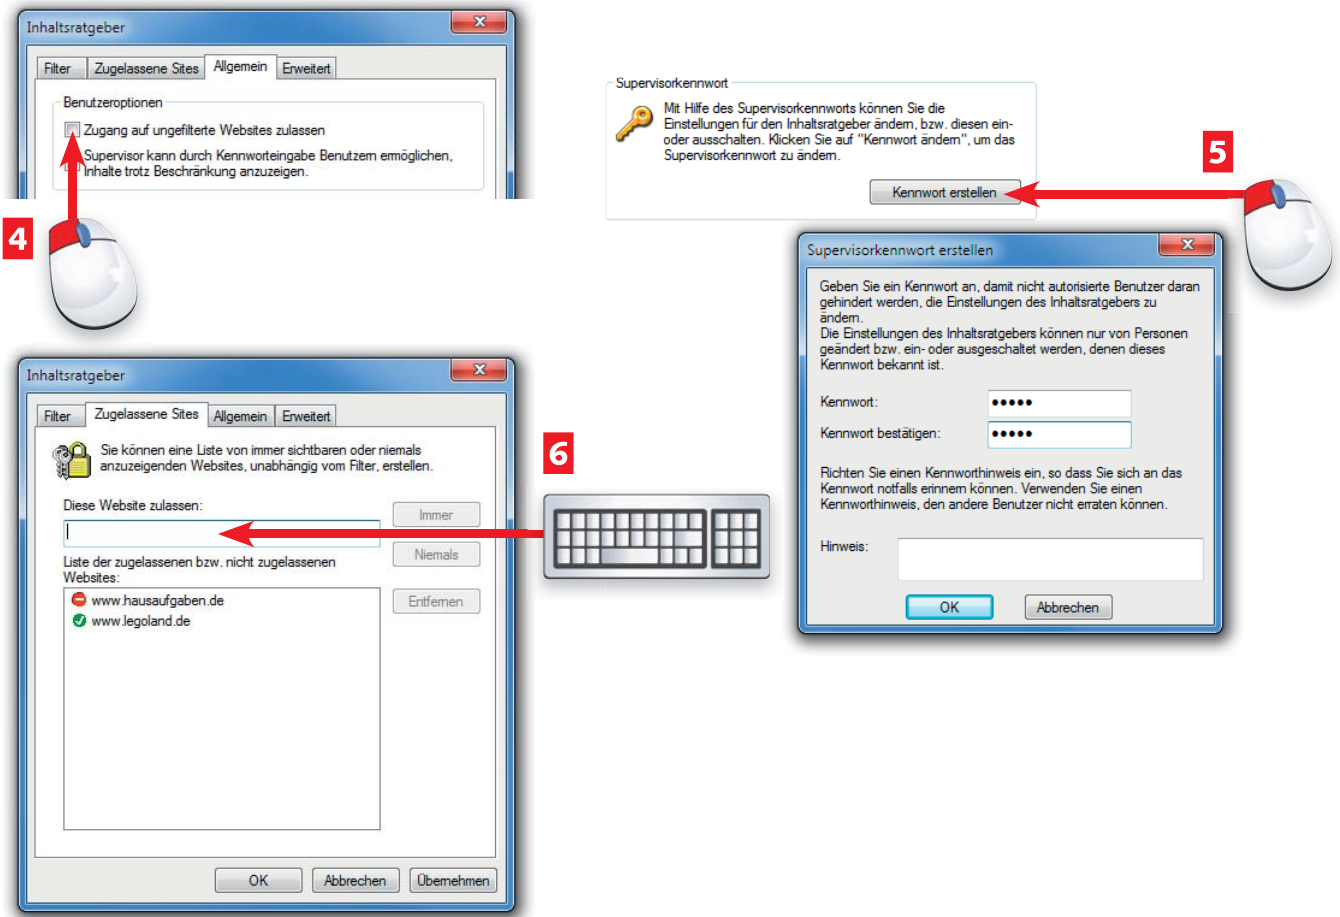 Inhaltsratgeber
Filter
Zugelassene Sites
Allgemein
Erweitert
Benutzeroptionen
Zugang auf ungefilterte Websites zulassen
Supervisor kann durch Kennworteingabe Benutzern ermöglichen,
Inhalte trotz Beschränkung anzuzeigen.
4
Supervisorkennwort
Mit Hilfe des Supervisorkennworts können Sie die
Einstellungen für den Inhaltsratgeber ändern, bzw. diesen ein-
oder ausschalten. Klicken Sie auf "Kennwort ändern", um das
Supervisorkennwort zu ändern.
Kennwort erstellen
5
Supervisorkennwort erstellen
Geben Sie ein Kennwort an, damit nicht autorisierte Benutzer daran
gehindert werden, die Einstellungen des Inhaltsratgebers zu
ändern.
Die Einstellungen des Inhaltsratgebers können nur von Personen
geändert bzw. ein- oder ausgeschaltet werden, denen dieses
Kennwort bekannt ist.
Kennwort: •••••
Kennwort bestätigen: •••••
Richten Sie einen Kennworthinweis ein, so dass Sie sich an das
Kennwort notfalls erinnern können. Verwenden Sie einen
Kennworthinweis, den andere Benutzer nicht erraten können.
Hinweis:
OK
Abbrechen
Inhaltsratgeber
Filter
Zugelassene Sites
Allgemein
Erweitert
Sie können eine Liste von immer sichtbaren oder niemals
anzuzeigenden Websites, unabhängig vom Filter, erstellen.
Diese Website zulassen:
Immer
Niemals
Liste der zugelassenen bzw. nicht zugelassenen
Websites:
www.hausaufgaben.de
www.legoland.de
Entfernen
OK
Abbrechen
Übernehmen
6